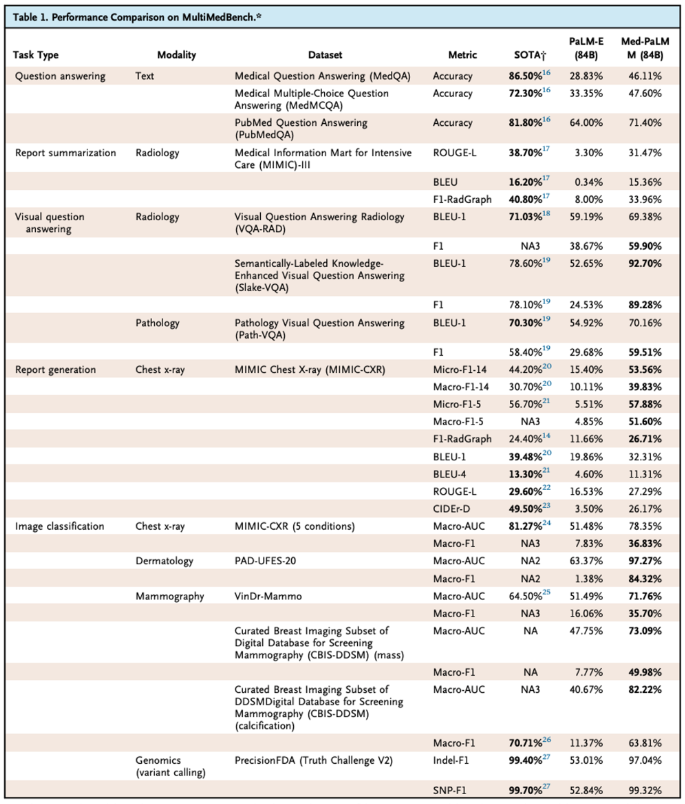 Table 1. Performance Comparison on MultiMedBench.*
Task Type Modality Dataset Metric SOTA† PaLM-E (84B) Med-PaLM M (84B)
Question answering Text Medical Question Answering (MedQA) Accuracy 86.50%16 28.83% 46.11%
Medical Multiple-Choice Question Answering (MedMCQA) Accuracy 72.30%16 33.35% 47.60%
PubMed Question Answering (PubMedQA) Accuracy 81.80%16 64.00% 71.40%
Report summarization Radiology Medical Information Mart for Intensive Care (MIMIC)-III ROUGE-L 38.70%17 3.30% 31.47%
BLEU 16.20%17 0.34% 15.36%
F1-RadGraph 40.80%17 8.00% 33.96%
Visual question answering Radiology Visual Question Answering Radiology (VQA-RAD) BLEU-1 71.03%18 59.19% 69.38%
F1 NA3 38.67% 59.90%
Semantically-Labeled Knowledge-Enhanced Visual Question Answering (Slake-VQA) BLEU-1 78.60%19 52.65% 92.70%
F1 78.10%19 24.53% 89.28%
Pathology Pathology Visual Question Answering (Path-VQA) BLEU-1 70.30%19 54.92% 70.16%
F1 58.40%19 29.68% 59.51%
Report generation Chest x-ray MIMIC Chest X-ray (MIMIC-CXR) Micro-F1-14 44.20%20 15.40% 53.56%
Macro-F1-14 30.70%20 10.11% 39.83%
Micro-F1-5 56.70%21 5.51% 57.88%
Macro-F1-5 NA3 4.85% 51.60%
F1-RadGraph 24.40%14 11.66% 26.71%
BLEU-1 39.48%20 19.86% 32.31%
BLEU-4 13.30%21 4.60% 11.31%
ROUGE-L 29.60%22 16.53% 27.29%
CIDEr-D 49.50%23 3.50% 26.17%
Image classification Chest x-ray MIMIC-CXR (5 conditions) Macro-AUC 81.27%24 51.48% 78.35%
Macro-F1 NA3 7.83% 36.83%
Dermatology PAD-UFES-20 Macro-AUC NA2 63.37% 97.27%
Macro-F1 NA2 1.38% 84.32%
Mammography VinDr-Mammo Macro-AUC 64.50%25 51.49% 71.76%
Macro-F1 NA3 16.06% 35.70%
Curated Breast Imaging Subset of Digital Database for Screening Mammography (CBIS-DDSM) (mass) Macro-AUC NA 47.75% 73.09%
Macro-F1 NA 7.77% 49.98%
Curated Breast Imaging Subset of DDSMDigital Database for Screening Mammography (CBIS-DDSM) (calcification) Macro-AUC NA3 40.67% 82.22%
Macro-F1 70.71%26 11.37% 63.81%
Genomics (variant calling) PrecisionFDA (Truth Challenge V2) Indel-F1 99.40%27 53.01% 97.04%
SNP-F1 99.70%27 52.84% 99.32%